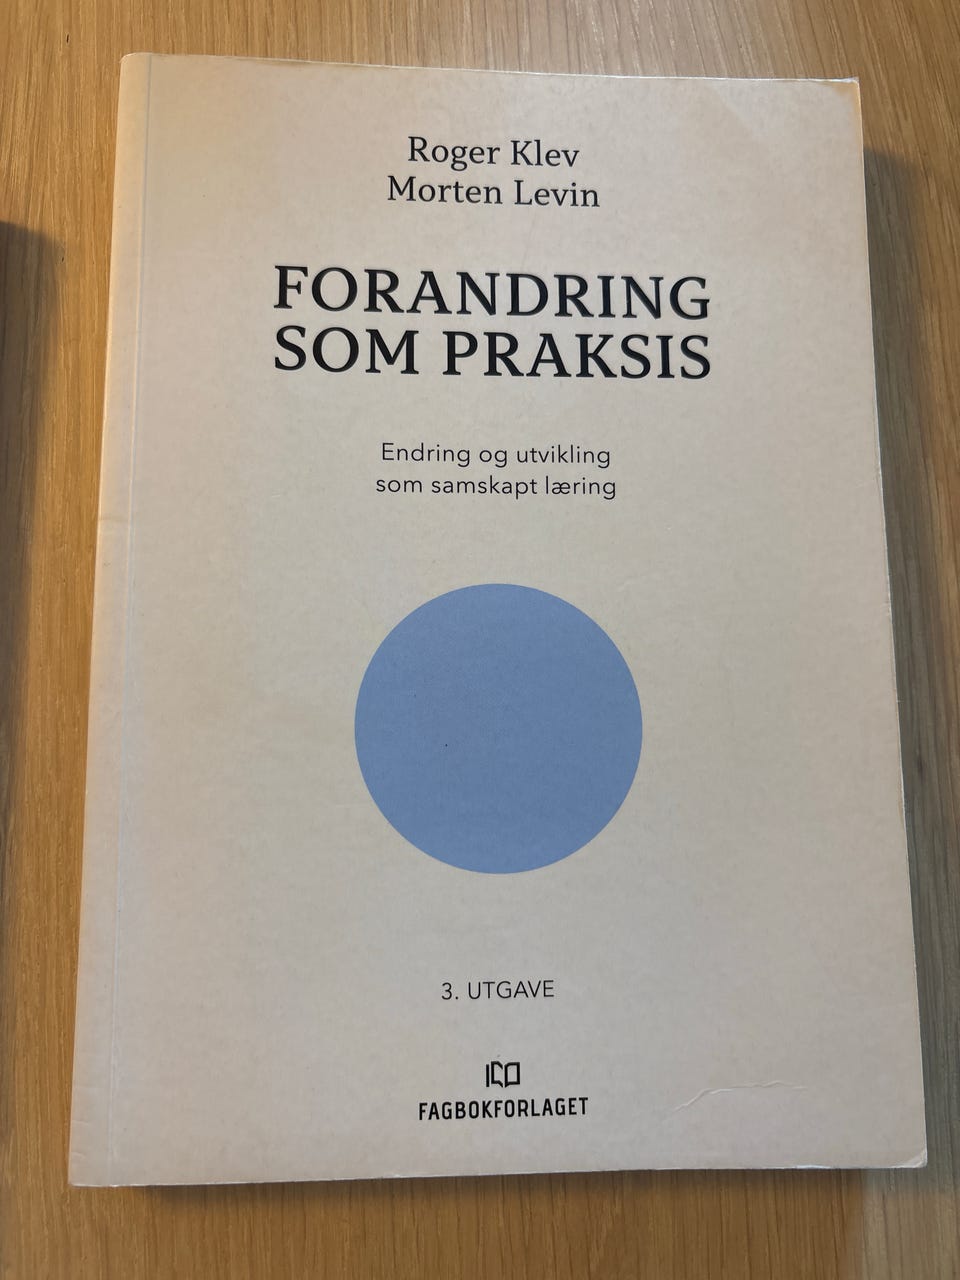 Roger Klev
Morten Levin
FORANDRING
SOM PRAKSIS
Endring og utvikling
som samskapt læring
3. UTGAVE
FAGBOKFORLAGET